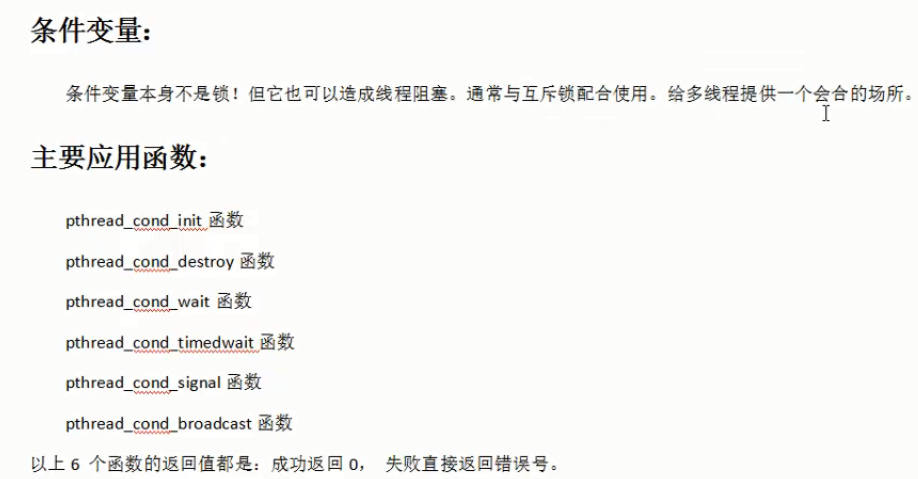 条件变量：
条件变量本身不是锁！但它也可以造成线程阻塞。通常与互斥锁配合使用。给多线程提供一个会合的场所。
主要应用函数：
pthread_cond_init 函数
pthread_cond_destroy 函数
pthread_cond_wait 函数
pthread_cond_timedwait 函数
pthread_cond_signal 函数
pthread_cond_broadcast 函数
以上 6 个函数的返回值都是：成功返回 0， 失败直接返回错误号。